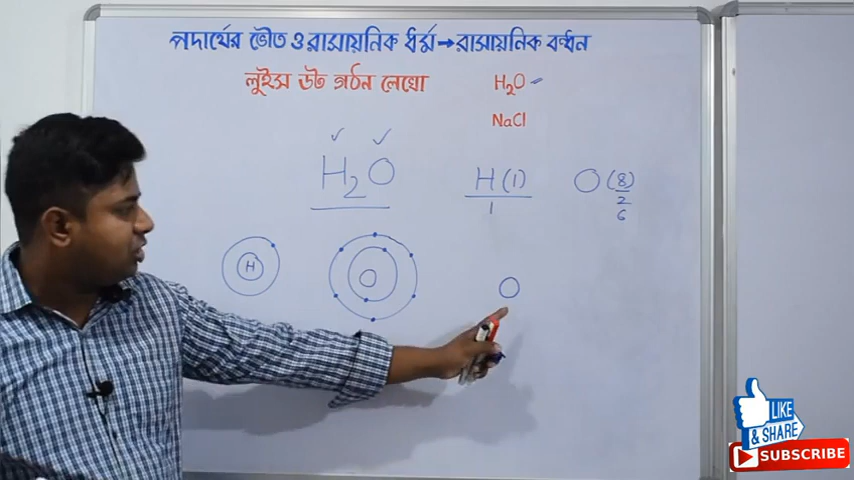 পদার্থের ভৌত ও রাসায়নিক ধর্ম→রাসায়নিক বন্ধন
লুইস ডট গঠন লেখো
H₂O
NaCl
H₂O
H(1)
1
O(8)
2
6
H
O
O
LIKE
& SHARE
SUBSCRIBE